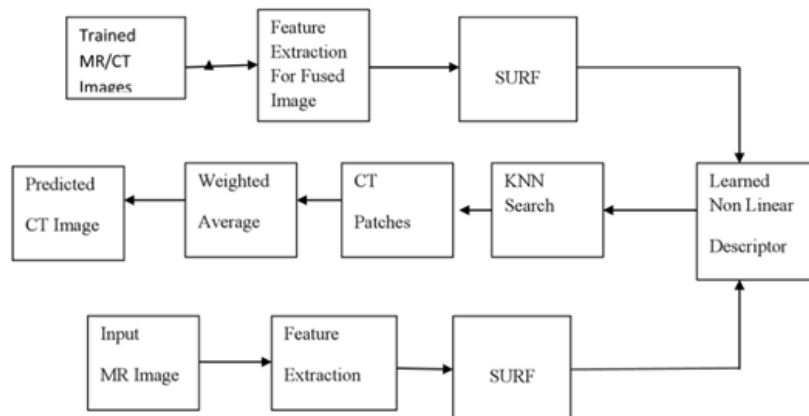 Trained
MR/CT
Images
Feature
Extraction
For Fused
Image
SURF
Predicted
CT Image
Weighted
Average
CT
Patches
KNN
Search
Learned
Non Linear
Descriptor
Input
MR Image
Feature
Extraction
SURF